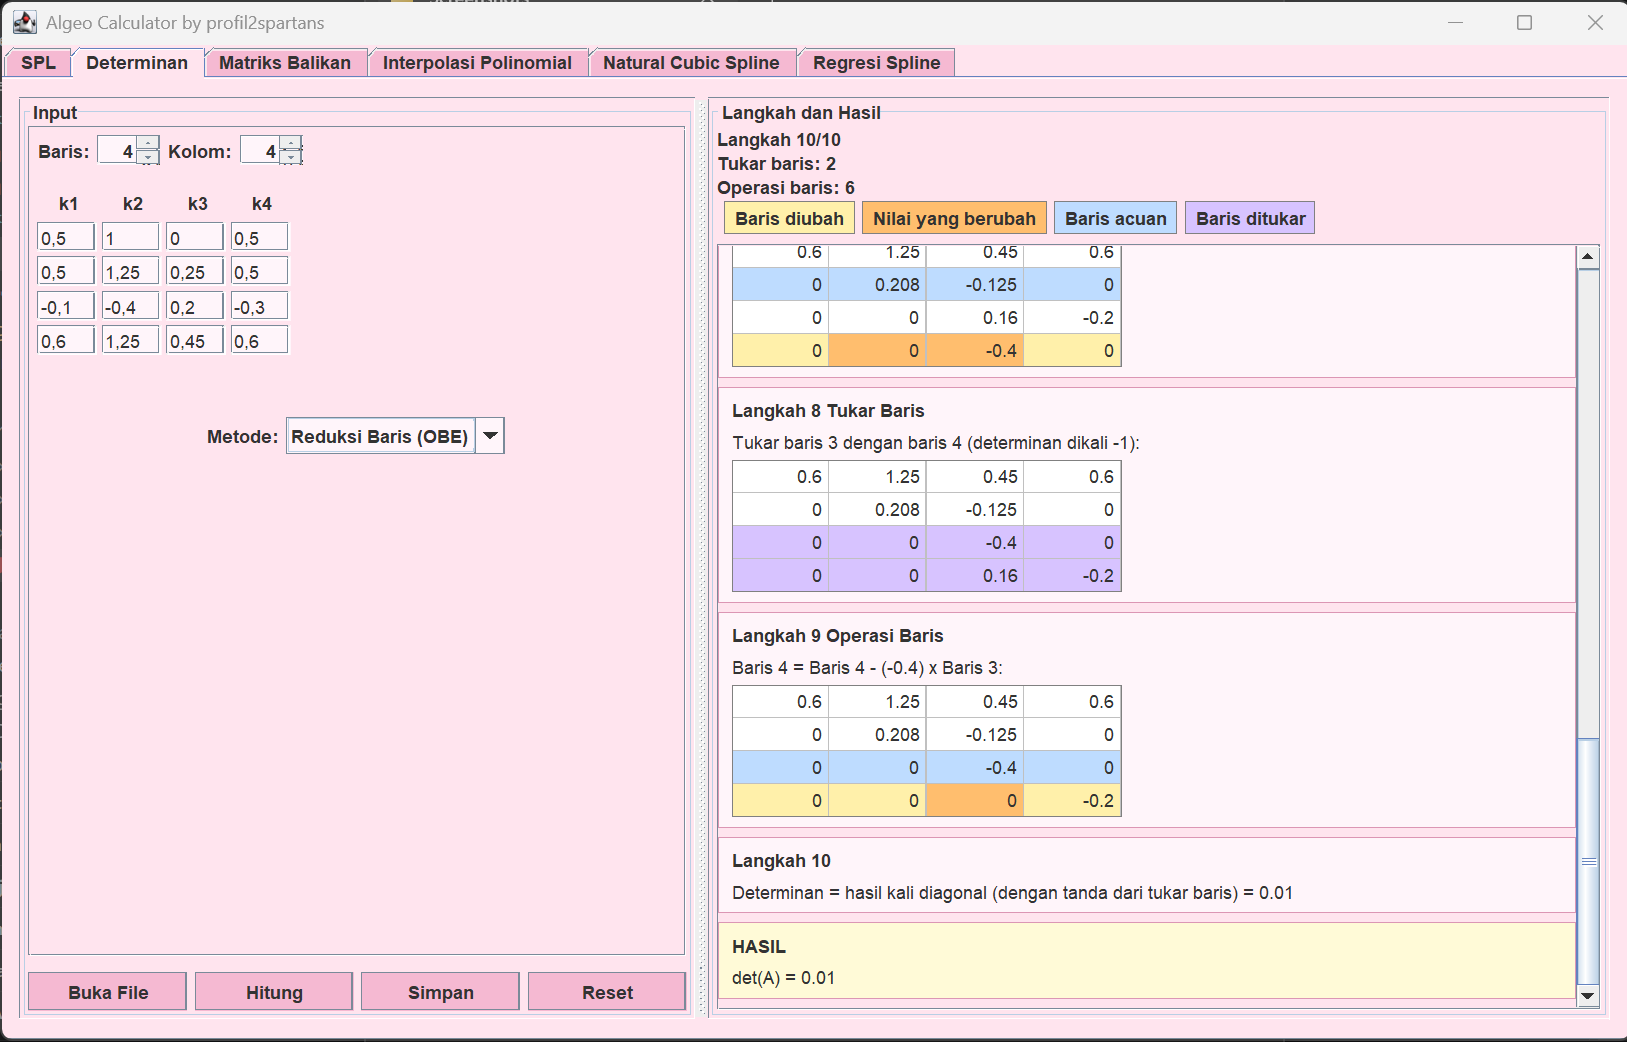 Algeo Calculator by profil2spartans
SPL Determinan Matriks Balikan Interpolasi Polinomial Natural Cubic Spline Regresi Spline
Input
Baris: 4 Kolom: 4
k1 k2 k3 k4
0,5 1 0 0,5
0,5 1,25 0,25 0,5
-0,1 -0,4 0,2 -0,3
0,6 1,25 0,45 0,6
Metode: Reduksi Baris (OBE)
Buka File Hitung Simpan Reset
Langkah dan Hasil
Langkah 10/10
Tukar baris: 2
Operasi baris: 6
Baris diubah Nilai yang berubah Baris acuan Baris ditukar
0.6 1.25 0.45 0.6
0 0.208 -0.125 0
0 0 0.16 -0.2
0 0 -0.4 0
Langkah 8 Tukar Baris
Tukar baris 3 dengan baris 4 (determinan dikali -1):
0.6 1.25 0.45 0.6
0 0.208 -0.125 0
0 0 -0.4 0
0 0 0.16 -0.2
Langkah 9 Operasi Baris
Baris 4 = Baris 4 - (-0.4) x Baris 3:
0.6 1.25 0.45 0.6
0 0.208 -0.125 0
0 0 -0.4 0
0 0 0 -0.2
Langkah 10
Determinan = hasil kali diagonal (dengan tanda dari tukar baris) = 0.01
HASIL
det(A) = 0.01